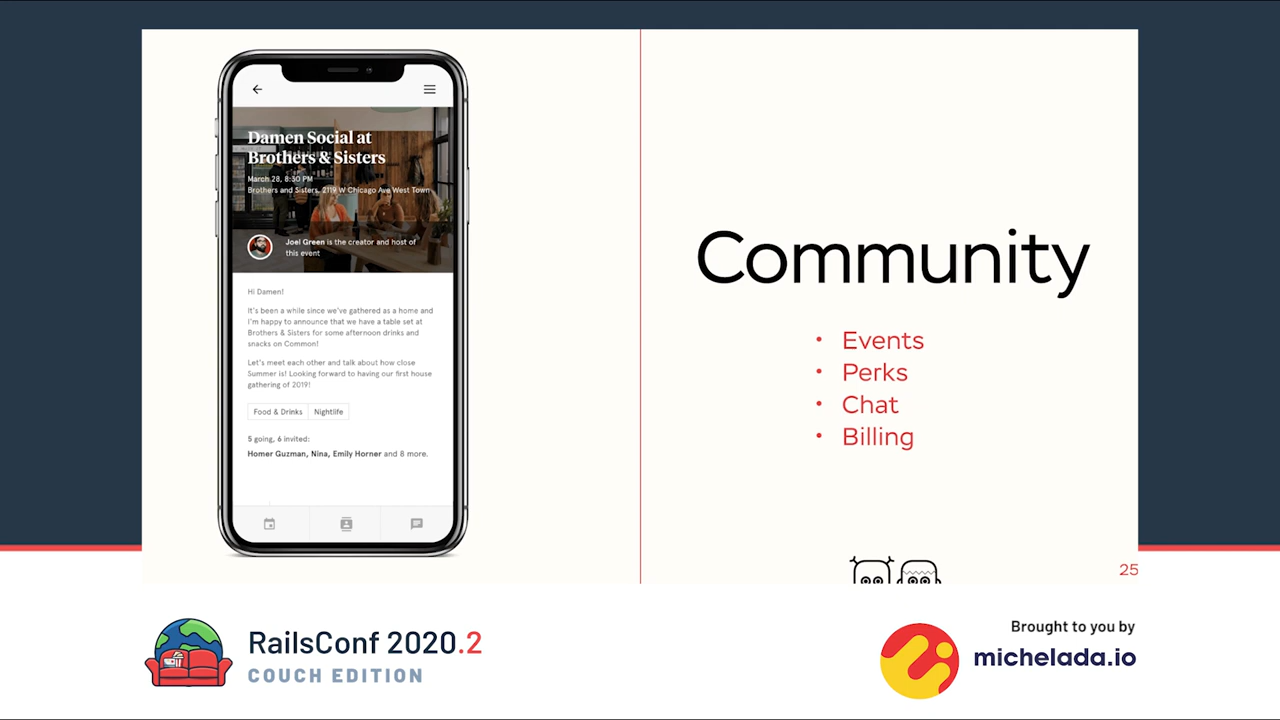 Damen Social at
Brothers & Sisters
March 28, 8:30 PM
Brothers and Sisters, 2119 W Chicago Ave West Town
Joel Green is the creator and host of
this event
Hi Damen!
It's been a while since we've gathered as a home and
I'm happy to announce that we have a table set at
Brothers & Sisters for some afternoon drinks and
snacks on Common!
Let's meet each other and talk about how close
Summer is! Looking forward to having our first house
gathering of 2019!
Food & Drinks Nightlife
5 going, 6 invited:
Homer Guzman, Nina, Emily Horner and 8 more.
Community
• Events
• Perks
• Chat
• Billing
25
RailsConf 2020.2
COUCH EDITION
Brought to you by
michelada.io